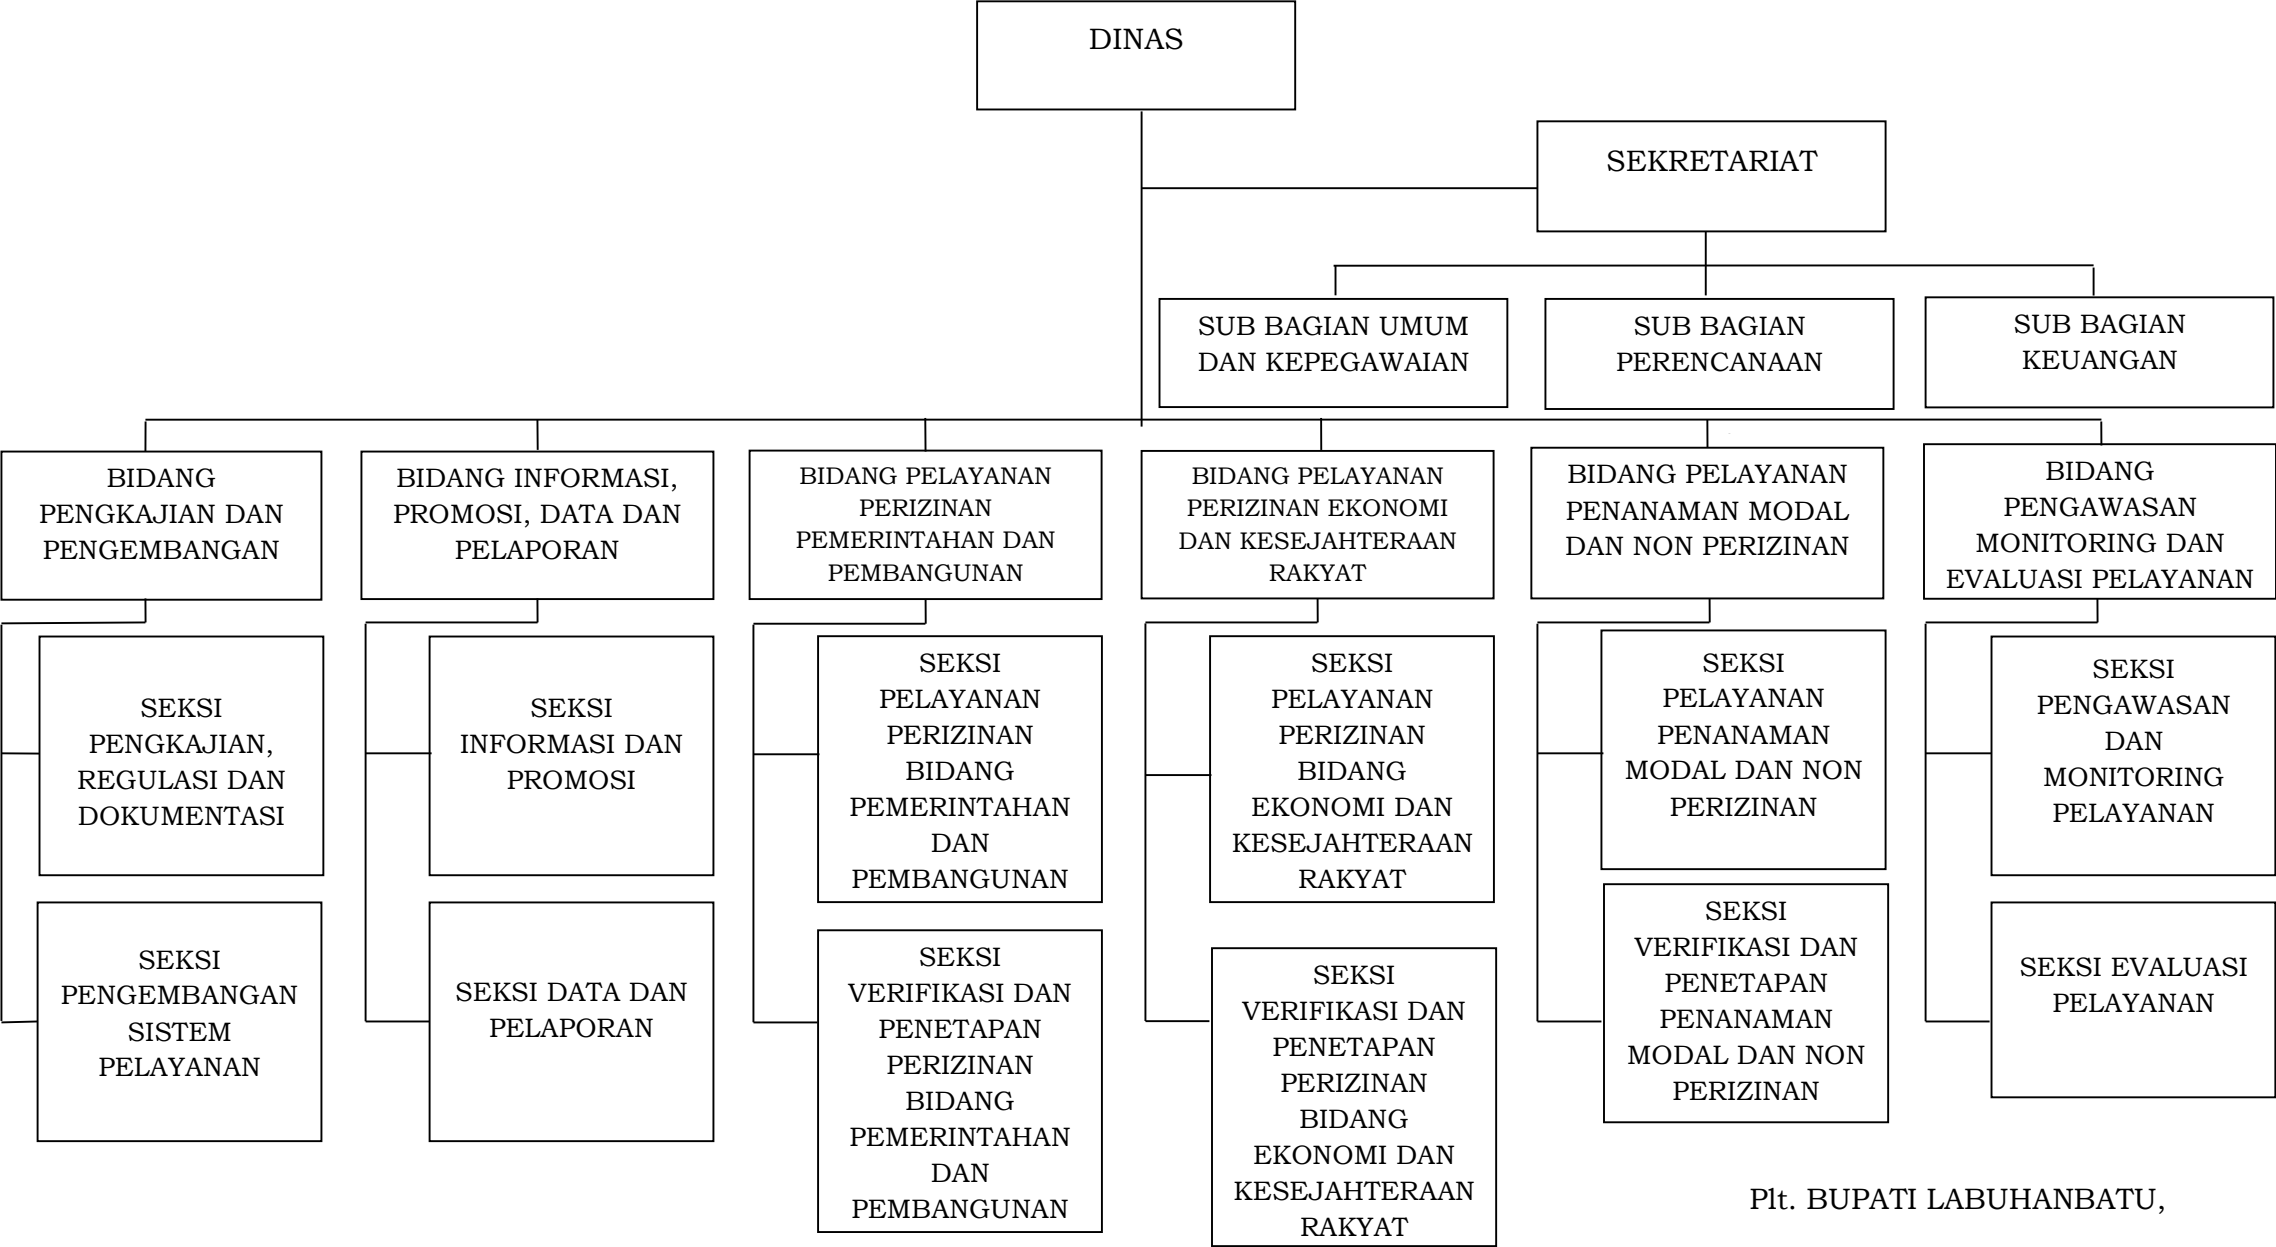 DINAS
SEKRETARIAT
SUB BAGIAN UMUM
DAN KEPEGAWAIAN
SUB BAGIAN
PERENCANAAN
SUB BAGIAN
KEUANGAN
BIDANG
PENGKAJIAN DAN
PENGEMBANGAN
BIDANG INFORMASI,
PROMOSI, DATA DAN
PELAPORAN
BIDANG PELAYANAN
PERIZINAN
PEMERINTAHAN DAN
PEMBANGUNAN
BIDANG PELAYANAN
PERIZINAN EKONOMI
DAN KESEJAHTERAAN
RAKYAT
BIDANG PELAYANAN
PENANAMAN MODAL
DAN NON PERIZINAN
BIDANG
PENGAWASAN
MONITORING DAN
EVALUASI PELAYANAN
SEKSI
PENGKAJIAN,
REGULASI DAN
DOKUMENTASI
SEKSI
INFORMASI DAN
PROMOSI
SEKSI
PELAYANAN
PERIZINAN
BIDANG
PEMERINTAHAN
DAN
PEMBANGUNAN
SEKSI
PELAYANAN
PERIZINAN
BIDANG
EKONOMI DAN
KESEJAHTERAAN
RAKYAT
SEKSI
PELAYANAN
PENANAMAN
MODAL DAN NON
PERIZINAN
SEKSI
PENGAWASAN
DAN
MONITORING
PELAYANAN
SEKSI
PENGEMBANGAN
SISTEM
PELAYANAN
SEKSI DATA DAN
PELAPORAN
SEKSI
VERIFIKASI DAN
PENETAPAN
PERIZINAN
BIDANG
PEMERINTAHAN
DAN
PEMBANGUNAN
SEKSI
VERIFIKASI DAN
PENETAPAN
PERIZINAN
BIDANG
EKONOMI DAN
KESEJAHTERAAN
RAKYAT
SEKSI
VERIFIKASI DAN
PENETAPAN
PENANAMAN
MODAL DAN NON
PERIZINAN
SEKSI EVALUASI
PELAYANAN
Plt. BUPATI LABUHANBATU,